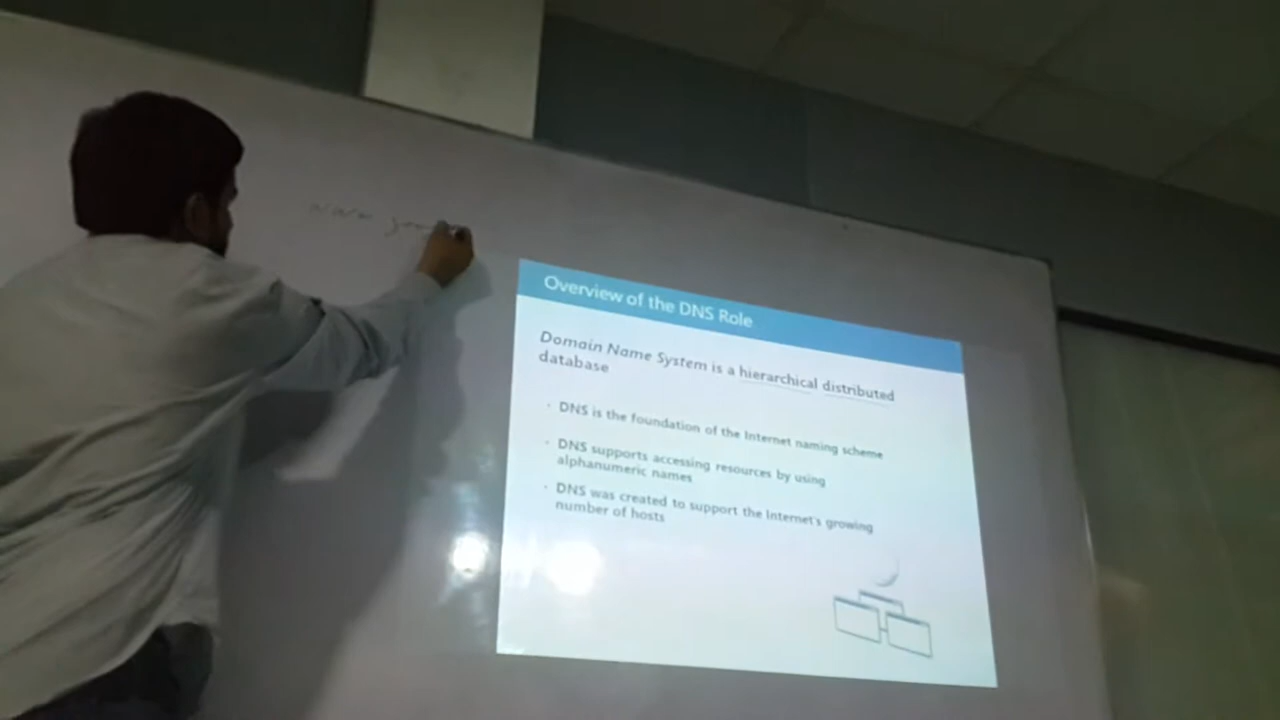 Overview of the DNS Role
Domain Name System is a hierarchical distributed
database
· DNS is the foundation of the Internet naming scheme
· DNS supports accessing resources by using
alphanumeric names
· DNS was created to support the Internet's growing
number of hosts